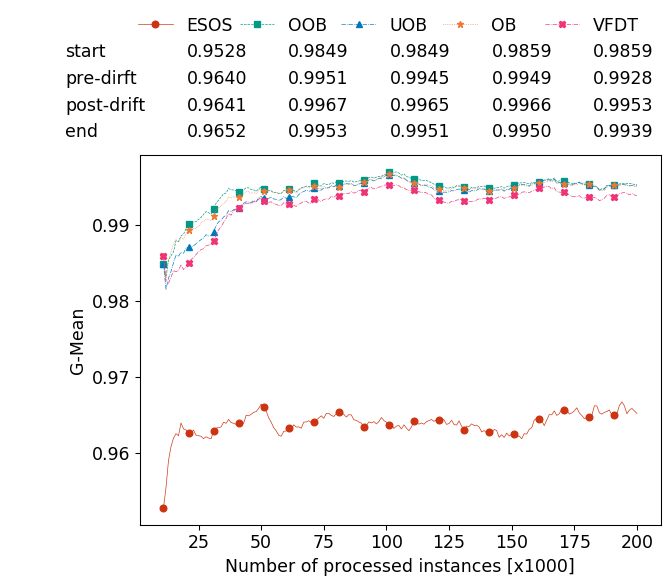 ESOS OOB UOB OB VFDT
start 0.9528 0.9849 0.9849 0.9859 0.9859
pre-dirft 0.9640 0.9951 0.9945 0.9949 0.9928
post-drift 0.9641 0.9967 0.9965 0.9966 0.9953
end 0.9652 0.9953 0.9951 0.9950 0.9939
0.99
0.98
0.97
0.96
G-Mean
25 50 75 100 125 150 175 200
Number of processed instances [x1000]